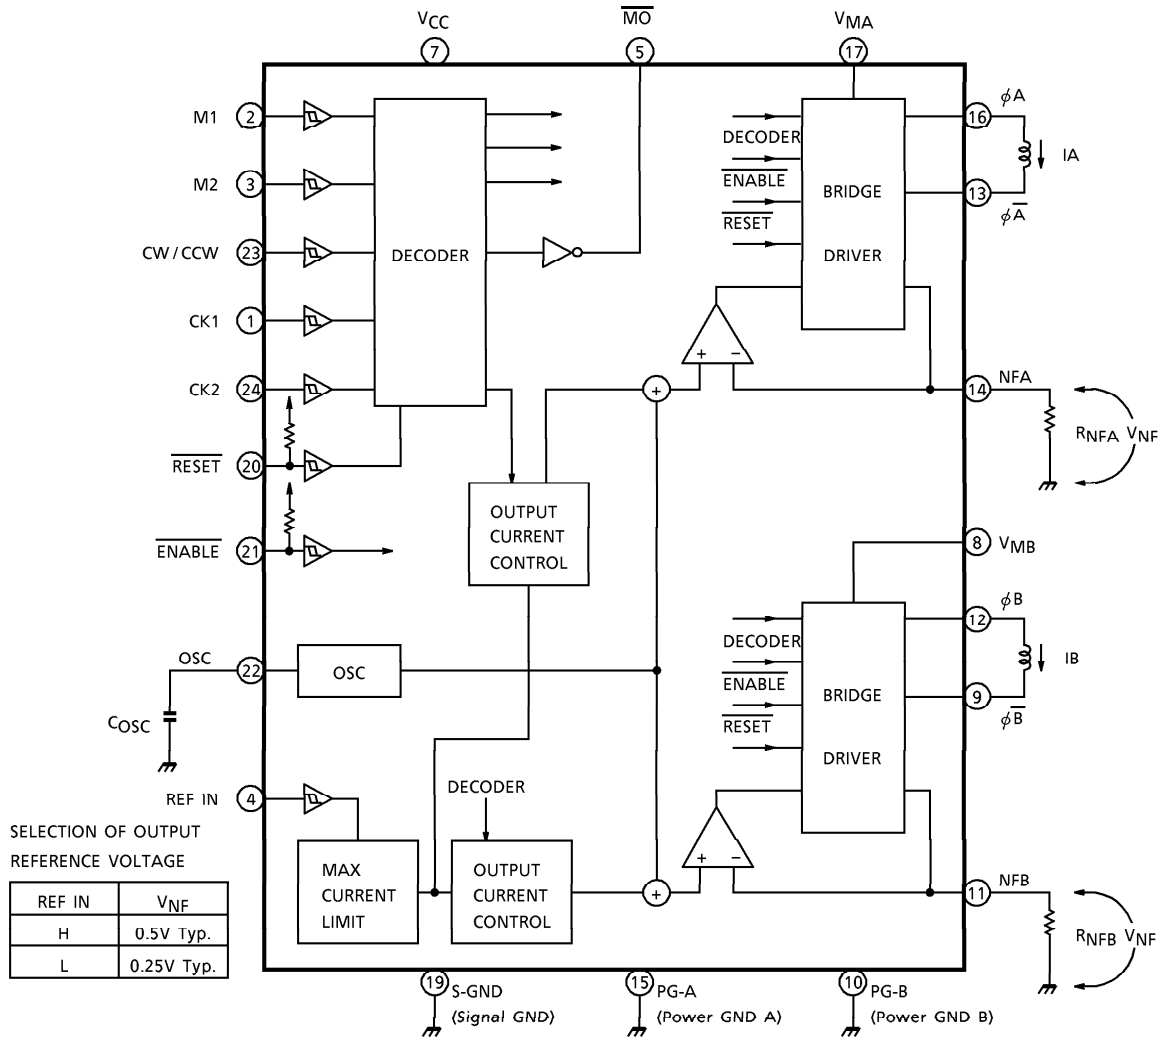 VCC
MO
VMA
7
5
17
M1
2
M2
3
CW/CCW
23
CK1
1
CK2
24
RESET
20
ENABLE
21
OSC
22
COSC
REF IN
4
DECODER
OUTPUT
CURRENT
CONTROL
OSC
DECODER
MAX
CURRENT
LIMIT
OUTPUT
CURRENT
CONTROL
+
+
+ −
+ −
DECODER
ENABLE
RESET
BRIDGE
DRIVER
16
ϕA
IA
13
ϕA
14
NFA
RNFA
VNF
8
VMB
DECODER
ENABLE
RESET
BRIDGE
DRIVER
12
ϕB
IB
9
ϕB
11
NFB
RNFB
VNF
SELECTION OF OUTPUT
REFERENCE VOLTAGE
REF IN VNF
H 0.5V Typ.
L 0.25V Typ.
19
S-GND
(Signal GND)
15
PG-A
(Power GND A)
10
PG-B
(Power GND B)